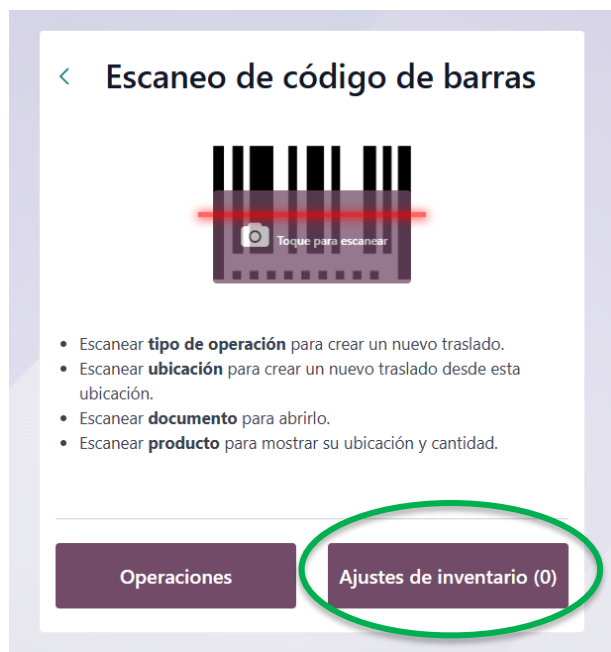 Escaneo de código de barras
Toque para escanear
• Escanear tipo de operación para crear un nuevo traslado.
• Escanear ubicación para crear un nuevo traslado desde esta
ubicación.
• Escanear documento para abrirlo.
• Escanear producto para mostrar su ubicación y cantidad.
Operaciones
Ajustes de inventario (0)